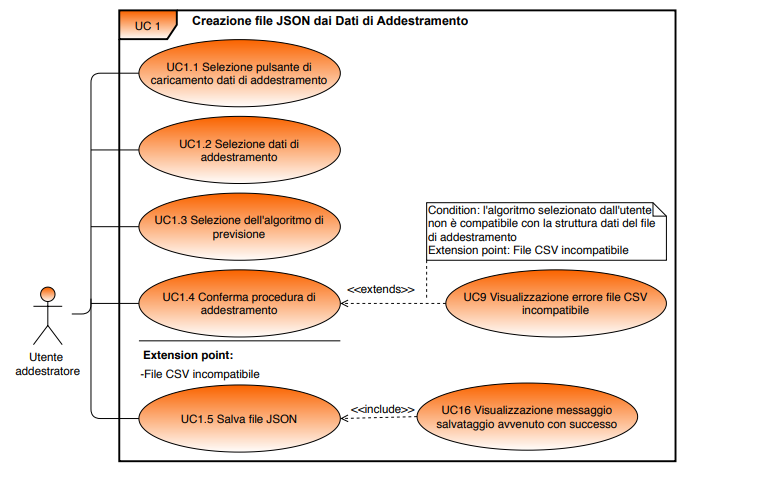 UC 1
Creazione file JSON dai Dati di Addestramento
UC1.1 Selezione pulsante di
caricamento dati di addestramento
UC1.2 Selezione dati di
addestramento
UC1.3 Selezione dell'algoritmo di
previsione
Condition: l'algoritmo selezionato dall'utente
non è compatibile con la struttura dati del file
di addestramento
Extension point: File CSV incompatibile
UC1.4 Conferma procedura di
addestramento
<<extends>>
UC9 Visualizzazione errore file CSV
incompatibile
Utente
addestratore
Extension point:
-File CSV incompatibile
UC1.5 Salva file JSON
<<include>>
UC16 Visualizzazione messaggio
salvataggio avvenuto con successo